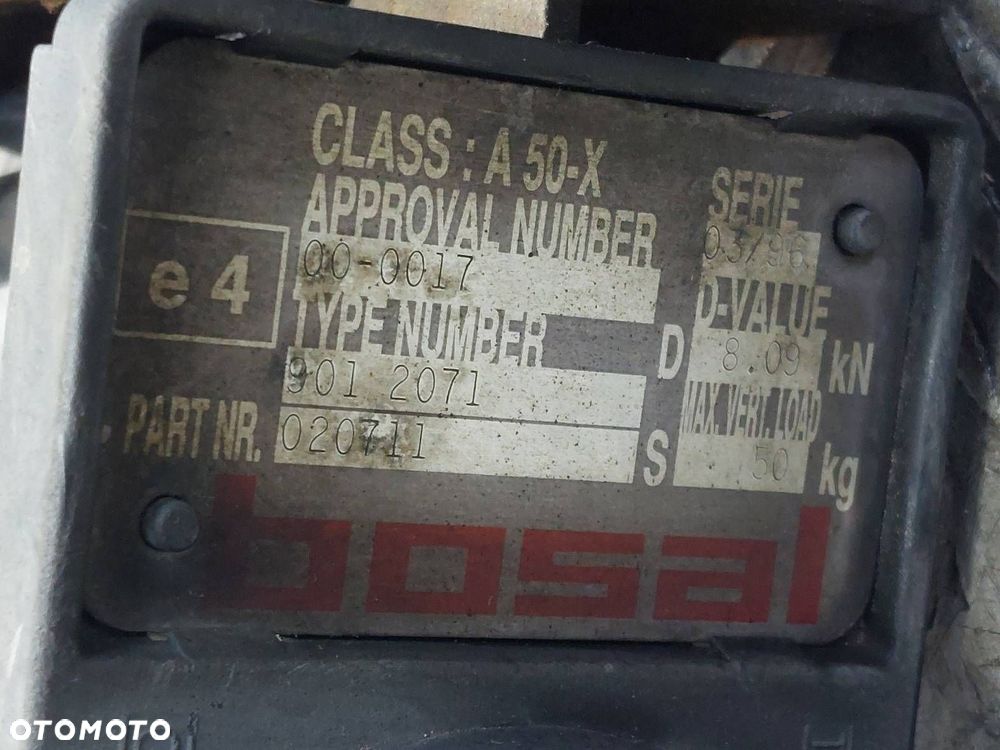 CLASS : A 50-X
APPROVAL NUMBER
00-0017
e 4
TYPE NUMBER
901 2071
PART NR. 020711
SERIE
03/96
D-VALUE
D 8.09 kN
MAX. VERT. LOAD
S 50 kg
bosal
OTOMOTO